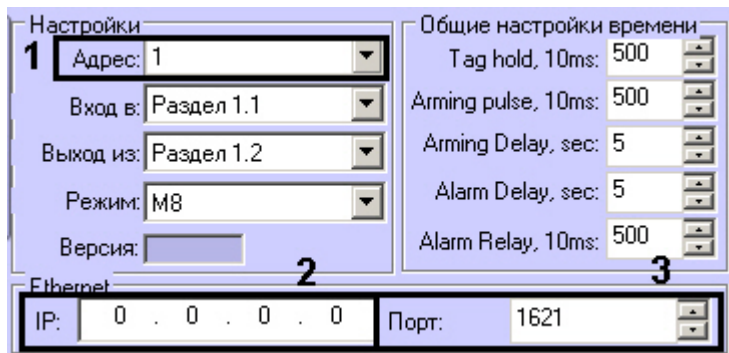 Настройки
1 Адрес: 1
Вход в: Раздел 1.1
Выход из: Раздел 1.2
Режим: M8
Версия:
Общие настройки времени
Tag hold, 10ms: 500
Arming pulse, 10ms: 500
Arming Delay, sec: 5
Alarm Delay, sec: 5
Alarm Relay, 10ms: 500
2 3
Ethernet
IP: 0 . 0 . 0 . 0 Порт: 1621